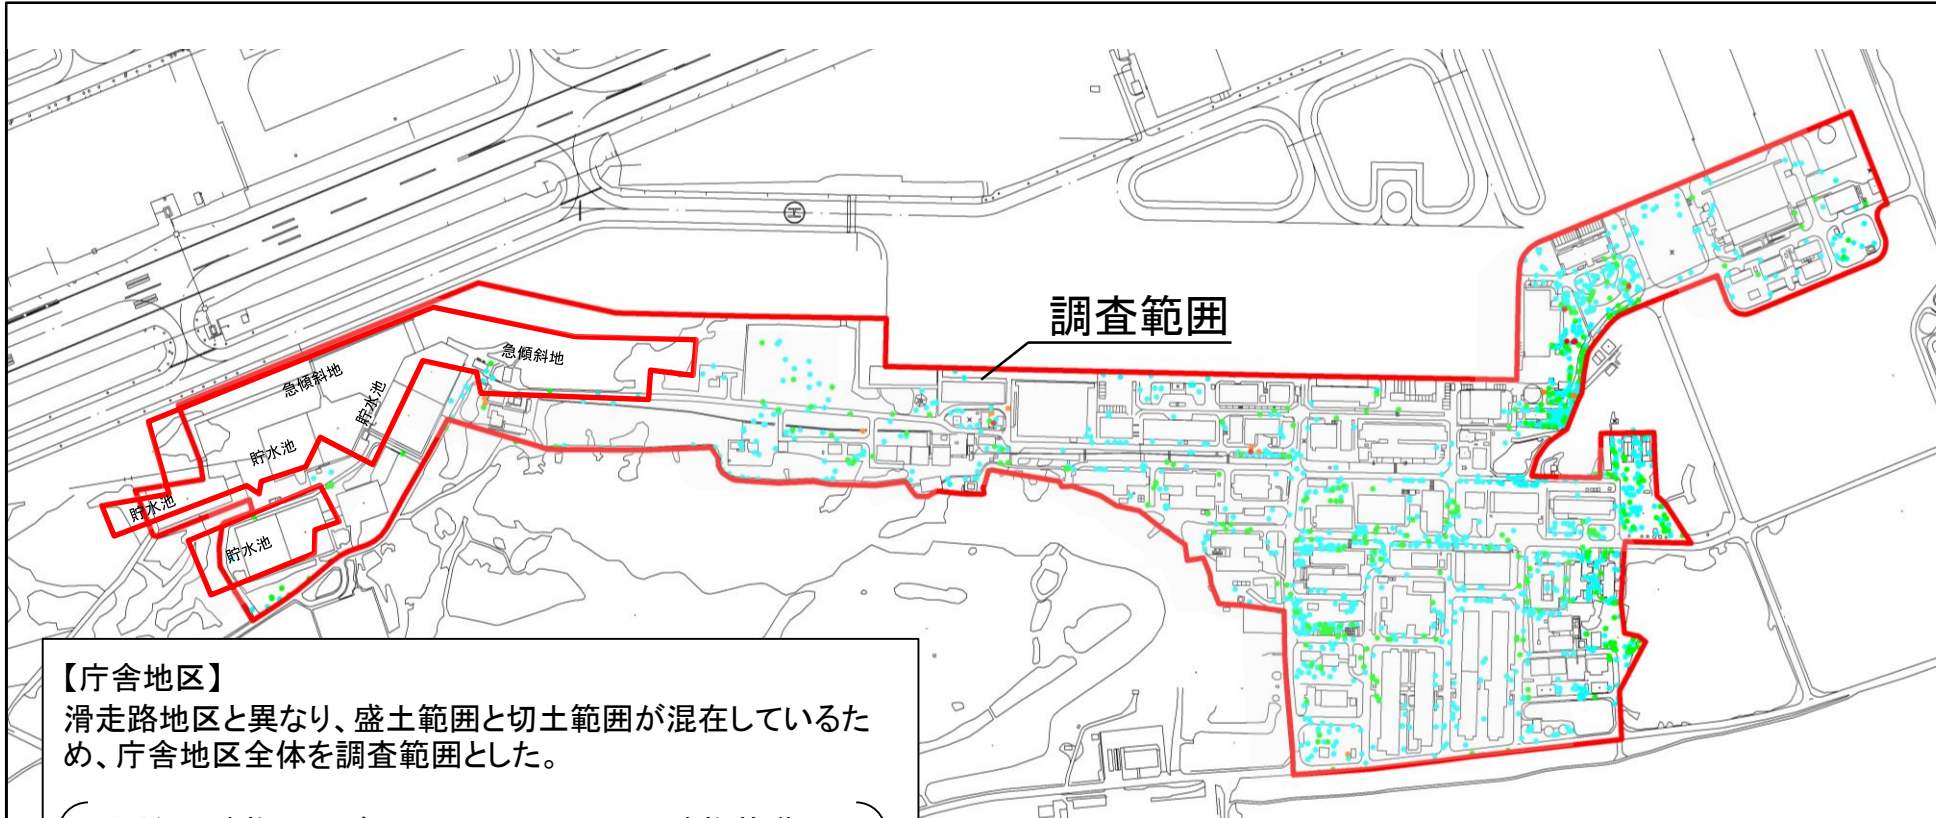 調査範囲
急傾斜地
急傾斜地
貯水池
貯水池
貯水池
貯水池
【庁舎地区】
滑走路地区と異なり、盛土範囲と切土範囲が混在しているた
め、庁舎地区全体を調査範囲とした。